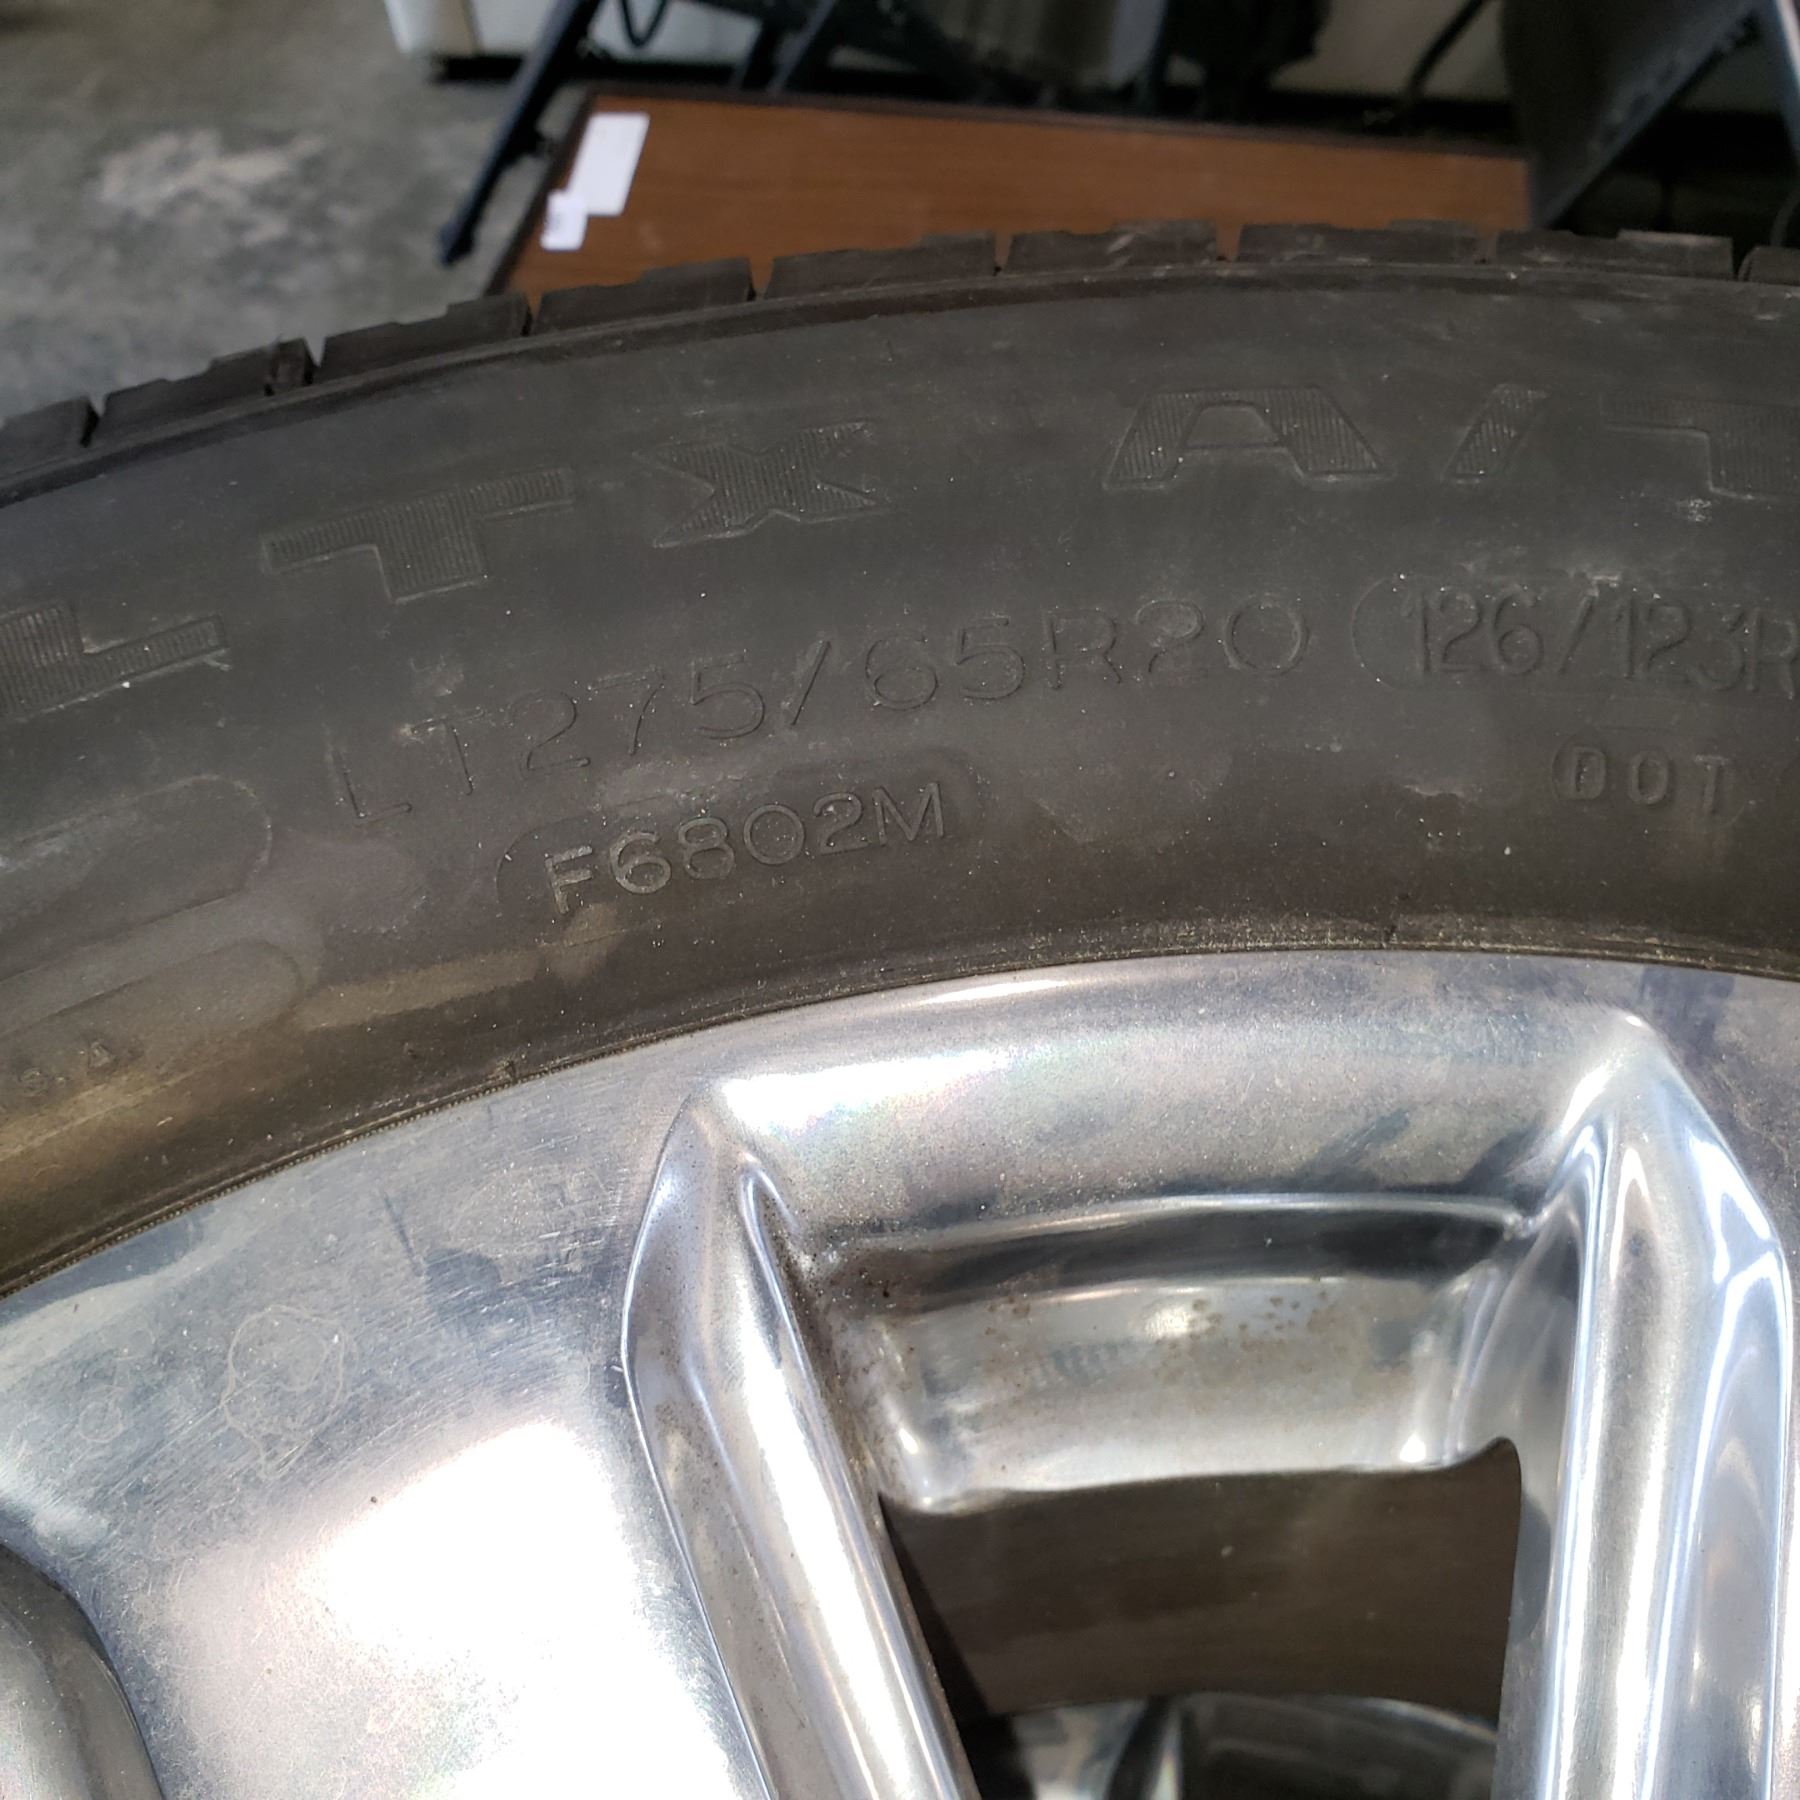 LTX A/T
LT275/65R20 126/123R
F6802M DOT
S.A.